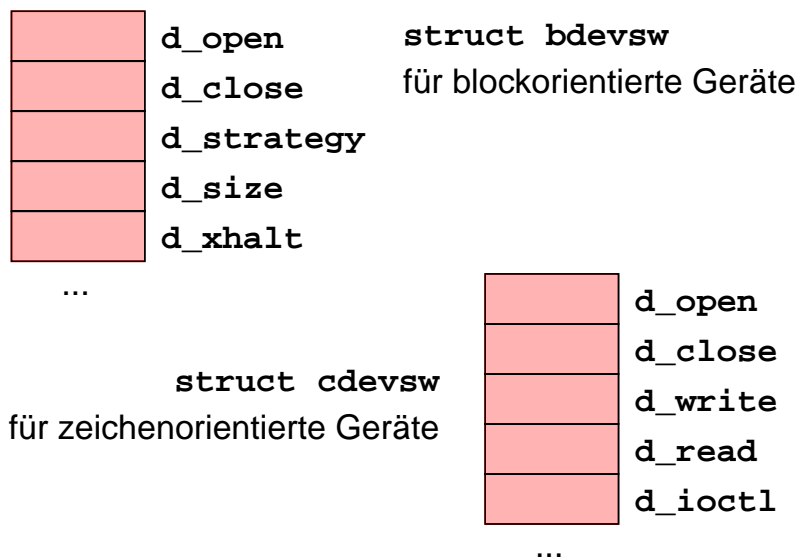 d_open
d_close
d_strategy
d_size
d_xhalt
...
struct bdevsw
für blockorientierte Geräte
struct cdevsw
für zeichenorientierte Geräte
d_open
d_close
d_write
d_read
d_ioctl
...